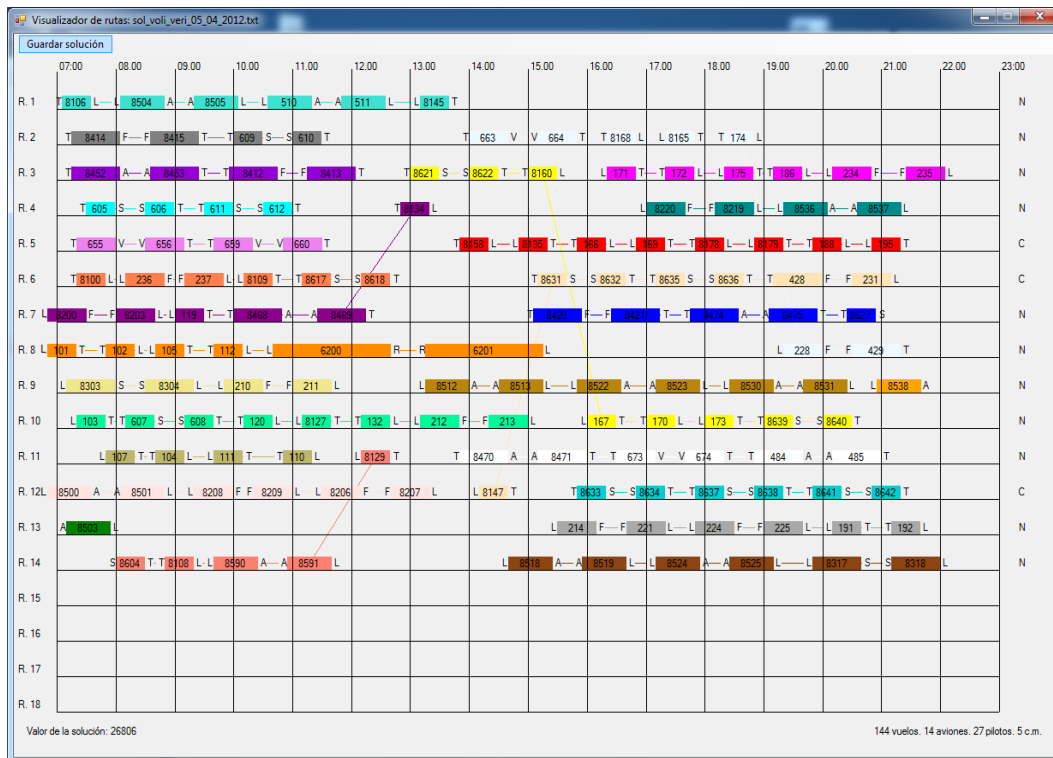 Visualizador de rutas: sol_voli_veri_05_04_2012.txt
Guardar solución
07:00 08.00 09.00 10.00 11.00 12.00 13.00 14.00 15.00 16.00 17.00 18.00 19.00 20.00 21.00 22.00 23.00
R. 1 T 8106 L L 8504 A A 8505 L L 510 A A 511 L L 8145 T N
R. 2 T 8414 F F 8415 T T 609 S S 610 T T 663 V V 664 T T 8168 L L 8165 T T 174 L N
R. 3 T 8452 A A 8453 T T 8412 F F 8413 T T 8621 S S 8622 T T 8160 L L 171 T T 172 L L 175 T T 186 L L 234 F F 235 L N
R. 4 T 605 S S 606 T T 611 S S 612 T T 8134 L L 8220 F F 8219 L L 8536 A A 8537 L N
R. 5 T 655 V V 656 T T 659 V V 660 T T 8158 L L 8135 T T 166 L L 169 T T 8178 L L 8179 T T 188 L L 195 T C
R. 6 T 8100 L L 236 F F 237 L L 8109 T T 8617 S S 8618 T T 8631 S S 8632 T T 8635 S S 8636 T T 428 F F 231 L C
R. 7 L 8200 F F 8203 L L 119 T T 8468 A A 8469 T T 8420 F F 8421 T T 8474 A A 8475 T T 8627 S N
R. 8 L 101 T T 102 L L 105 T T 112 L L 6200 R R 6201 L L 228 F F 429 T N
R. 9 L 8303 S S 8304 L L 210 F F 211 L L 8512 A A 8513 L L 8522 A A 8523 L L 8530 A A 8531 L L 8538 A N
R. 10 L 103 T T 607 S S 608 T T 120 L L 8127 T T 132 L L 212 F F 213 L L 167 T T 170 L L 173 T T 8639 S S 8640 T N
R. 11 L 107 T T 104 L L 111 T T 110 L L 8129 T T 8470 A A 8471 T T 673 V V 674 T T 484 A A 485 T N
R. 12 L 8500 A A 8501 L L 8208 F F 8209 L L 8206 F F 8207 L L 8147 T T 8633 S S 8634 T T 8637 S S 8638 T T 8641 S S 8642 T C
R. 13 A 8503 L L 214 F F 221 L L 224 F F 225 L L 191 T T 192 L N
R. 14 S 8604 T T 8108 L L 8590 A A 8591 L L 8518 A A 8519 L L 8524 A A 8525 L L 8317 S S 8318 L N
R. 15
R. 16
R. 17
R. 18
Valor de la solución: 26806 144 vuelos. 14 aviones. 27 pilotos. 5 c.m.